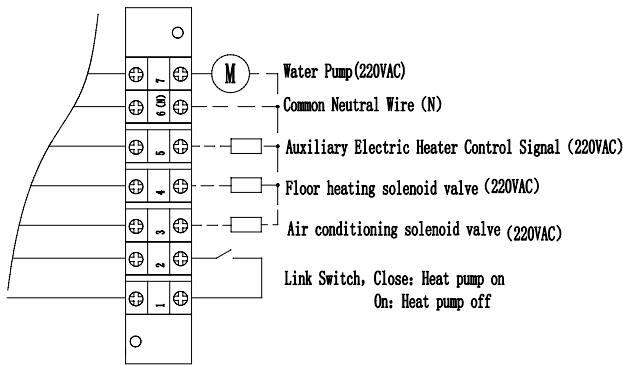 7
M
Water Pump(220VAC)
6 (N)
Common Neutral Wire (N)
5
Auxiliary Electric Heater Control Signal (220VAC)
4
Floor heating solenoid valve (220VAC)
3
Air conditioning solenoid valve (220VAC)
2
Link Switch, Close: Heat pump on
On: Heat pump off
1